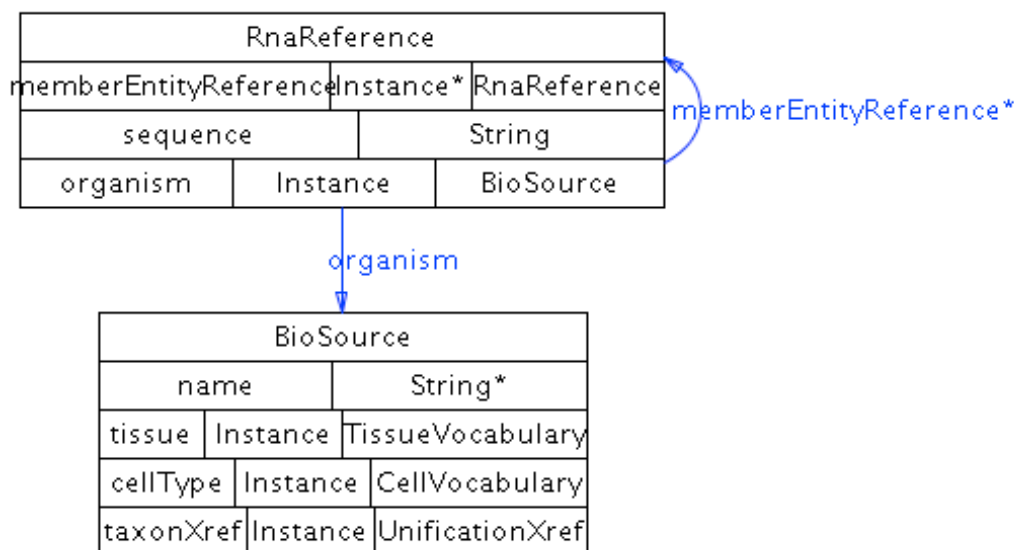 RnaReference
memberEntityReference Instance* RnaReference
memberEntityReference*
sequence String
organism Instance BioSource
organism
BioSource
name String*
tissue Instance TissueVocabulary
cellType Instance CellVocabulary
taxonXref Instance UnificationXref